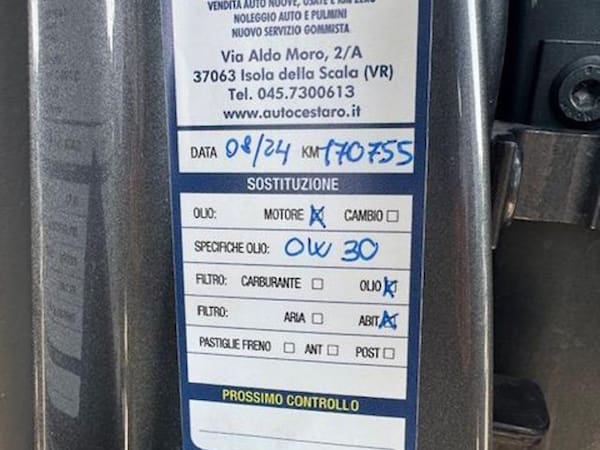 VENDITA AUTO NUOVE, USATE E KM ZERO
NOLEGGIO AUTO E PULMINI
NUOVO SERVIZIO GOMMISTA
Via Aldo Moro, 2/A
37063 Isola della Scala (VR)
Tel. 045.7300613
www.autocestaro.it
DATA 08/24 KM 170755
SOSTITUZIONE
OLIO: MOTORE ☒ CAMBIO ☐
SPECIFICHE OLIO: 0W 30
FILTRO: CARBURANTE ☐ OLIO ☒
FILTRO: ARIA ☐ ABIT ☒
PASTIGLIE FRENO ☐ ANT ☐ POST ☐
PROSSIMO CONTROLLO